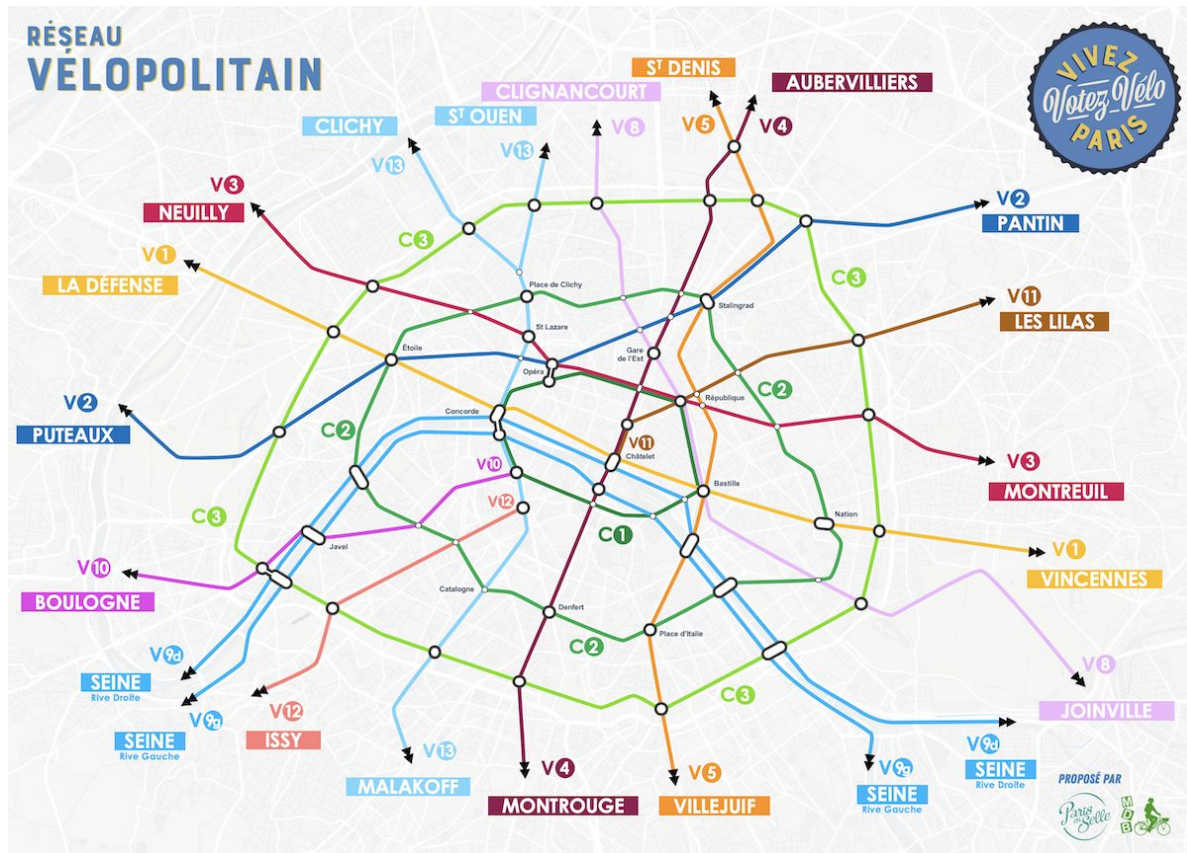 RÉSEAU
VÉLOPOLITAIN
VIVEZ
Votez Vélo
PARIS
ST DENIS
AUBERVILLIERS
CLIGNANCOURT
V5
V4
ST OUEN
V8
CLICHY
V13
V13
V3
NEUILLY
V2
PANTIN
C3
V1
LA DÉFENSE
C3
Place de Clichy
V11
LES LILAS
Stalingrad
St Lazare
Étoile
Gare
de l'Est
Opéra
C2
V2
PUTEAUX
République
Concorde
C2
V11
Châtelet
V10
V3
MONTREUIL
Bastille
V12
C3
Nation
C1
Javel
V1
VINCENNES
V10
BOULOGNE
Catalogne
Denfert
Place d'Italie
C2
V9d
SEINE
Rive Droite
V8
JOINVILLE
C3
V9g
SEINE
Rive Gauche
V12
ISSY
V13
MALAKOFF
V4
MONTROUGE
V5
VILLEJUIF
V9g
SEINE
Rive Gauche
V9d
SEINE
Rive Droite
PROPOSÉ PAR
Paris en Selle
MDB